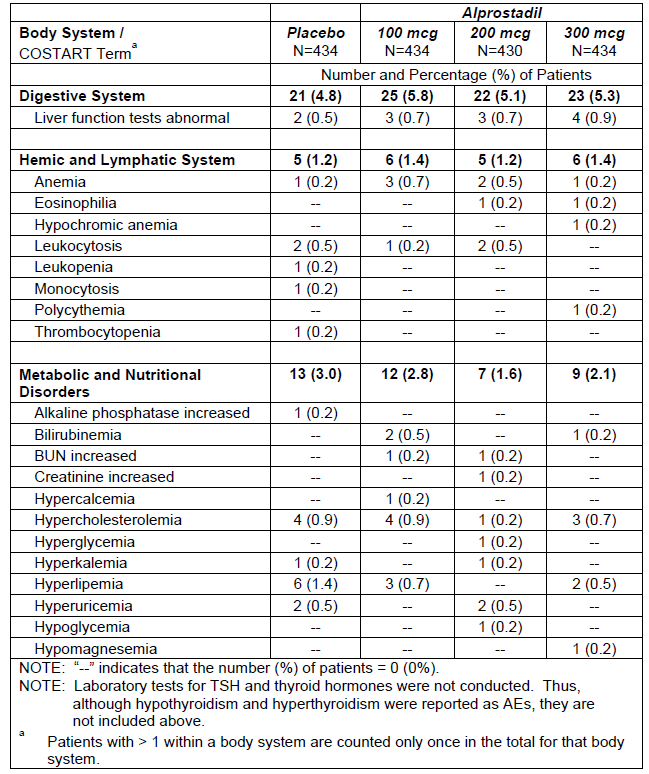 Alprostadil
Body System / Placebo 100 mcg 200 mcg 300 mcg
COSTART Term a N=434 N=434 N=430 N=434
Number and Percentage (%) of Patients
Digestive System 21 (4.8) 25 (5.8) 22 (5.1) 23 (5.3)
Liver function tests abnormal 2 (0.5) 3 (0.7) 3 (0.7) 4 (0.9)
Hemic and Lymphatic System 5 (1.2) 6 (1.4) 5 (1.2) 6 (1.4)
Anemia 1 (0.2) 3 (0.7) 2 (0.5) 1 (0.2)
Eosinophilia -- -- 1 (0.2) 1 (0.2)
Hypochromic anemia -- -- -- 1 (0.2)
Leukocytosis 2 (0.5) 1 (0.2) 2 (0.5) --
Leukopenia 1 (0.2) -- -- --
Monocytosis 1 (0.2) -- -- --
Polycythemia -- -- -- 1 (0.2)
Thrombocytopenia 1 (0.2) -- -- --
Metabolic and Nutritional 13 (3.0) 12 (2.8) 7 (1.6) 9 (2.1)
Disorders
Alkaline phosphatase increased 1 (0.2) -- -- --
Bilirubinemia -- 2 (0.5) -- 1 (0.2)
BUN increased -- 1 (0.2) 1 (0.2) --
Creatinine increased -- -- 1 (0.2) --
Hypercalcemia -- 1 (0.2) -- --
Hypercholesterolemia 4 (0.9) 4 (0.9) 1 (0.2) 3 (0.7)
Hyperglycemia -- -- 1 (0.2) --
Hyperkalemia 1 (0.2) -- 1 (0.2) --
Hyperlipemia 6 (1.4) 3 (0.7) -- 2 (0.5)
Hyperuricemia 2 (0.5) -- 2 (0.5) --
Hypoglycemia -- -- 1 (0.2) --
Hypomagnesemia -- -- -- 1 (0.2)
NOTE: “--” indicates that the number (%) of patients = 0 (0%).
NOTE: Laboratory tests for TSH and thyroid hormones were not conducted. Thus,
although hypothyroidism and hyperthyroidism were reported as AEs, they are
not included above.
a Patients with > 1 within a body system are counted only once in the total for that body
system.